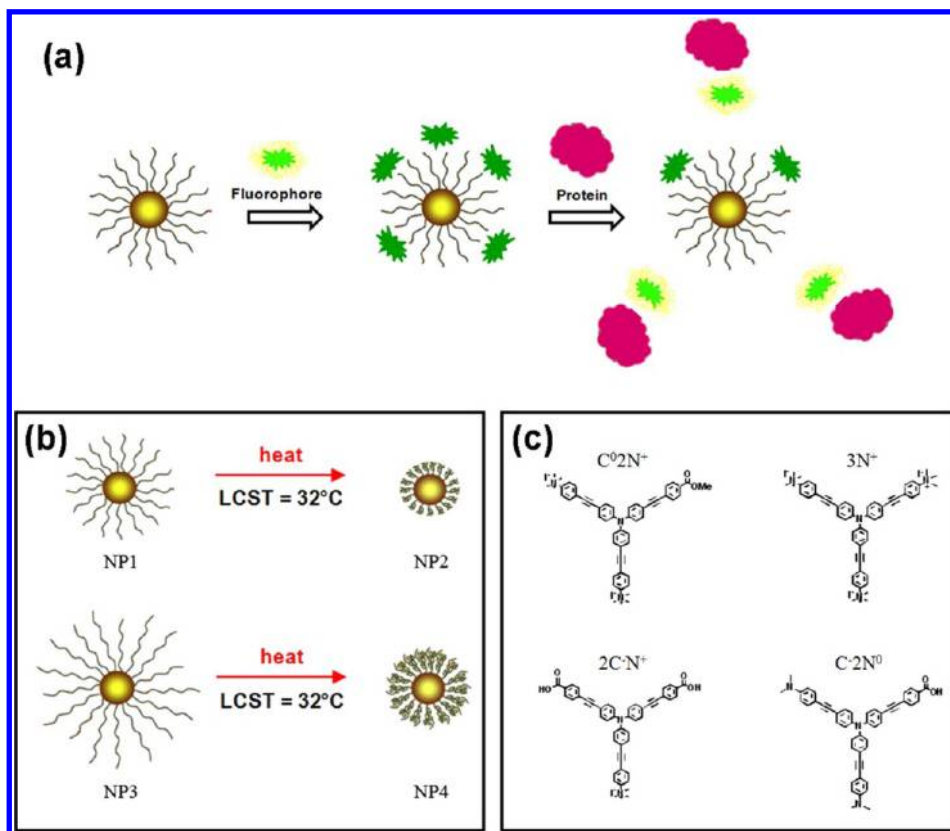 (a)
Fluorophore
Protein
(b)
heat
LCST = 32°C
NP1
NP2
heat
LCST = 32°C
NP3
NP4
(c)
C⁰2N⁺
3N⁺
OMe
N
N
2C⁻N⁺
C⁻2N⁰
O
HO
O
OH
N
N
O
OH
N
N